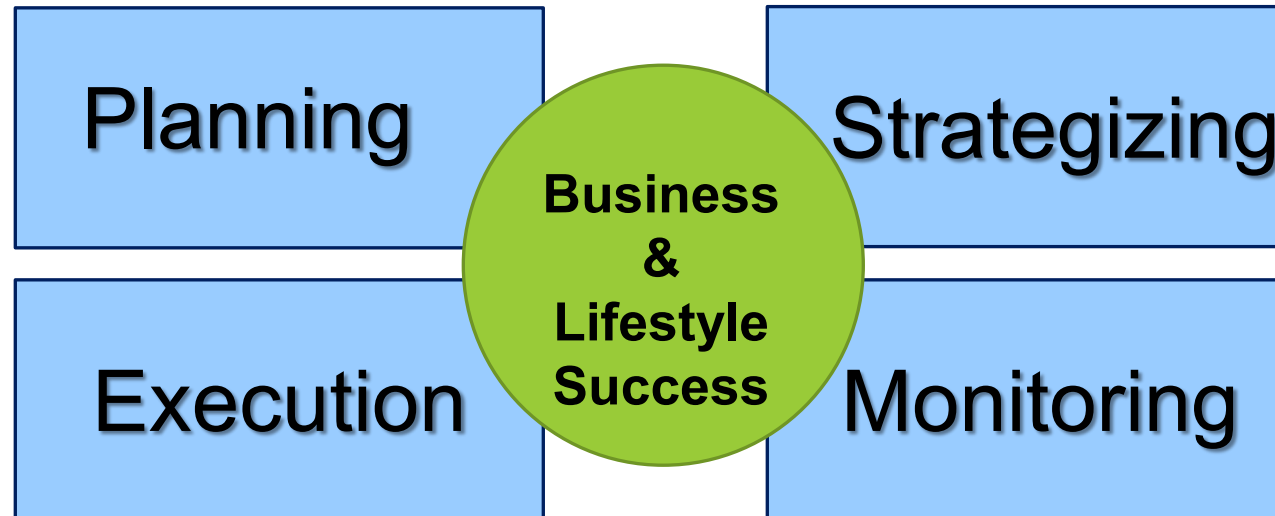 Planning
Strategizing
Business
&
Lifestyle
Success
Execution
Monitoring